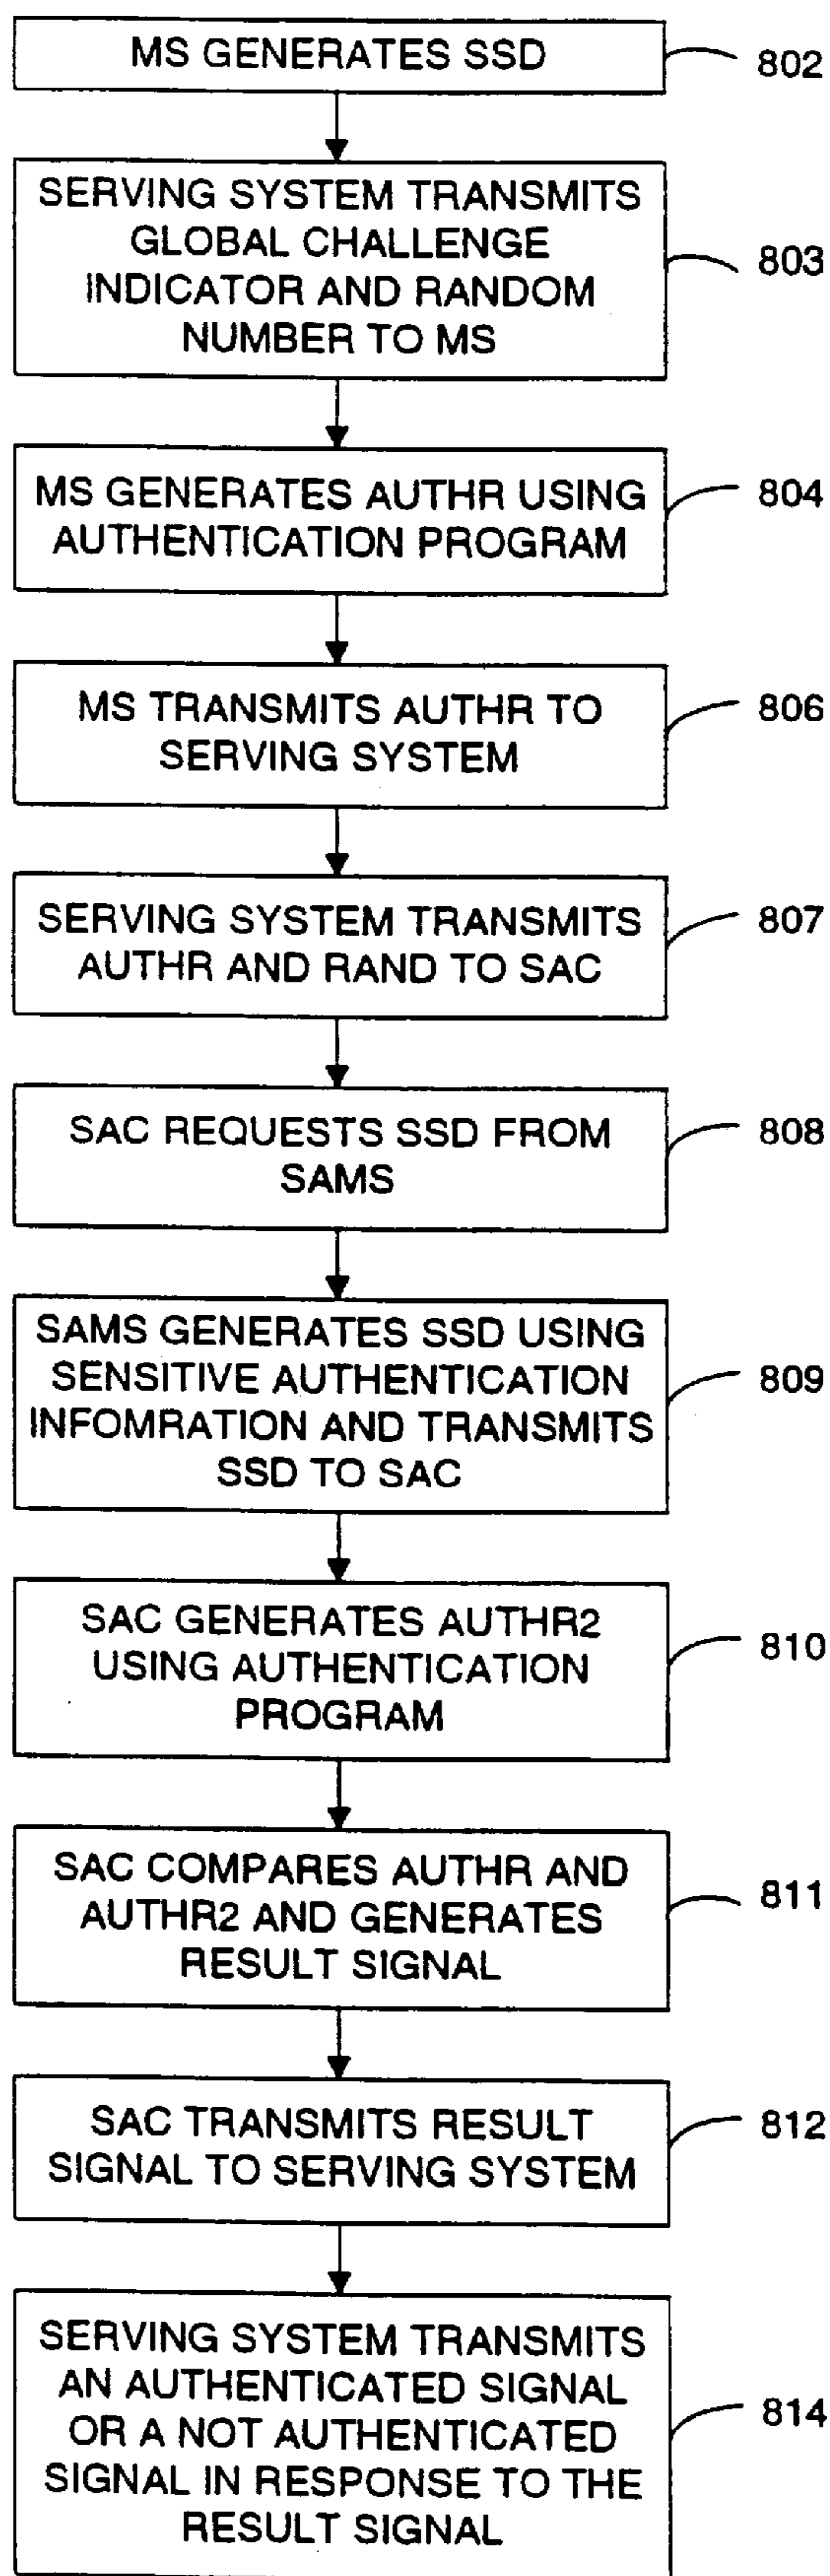 MS GENERATES SSD
802
SERVING SYSTEM TRANSMITS
GLOBAL CHALLENGE
INDICATOR AND RANDOM
NUMBER TO MS
803
MS GENERATES AUTHR USING
AUTHENTICATION PROGRAM
804
MS TRANSMITS AUTHR TO
SERVING SYSTEM
806
SERVING SYSTEM TRANSMITS
AUTHR AND RAND TO SAC
807
SAC REQUESTS SSD FROM
SAMS
808
SAMS GENERATES SSD USING
SENSITIVE AUTHENTICATION
INFOMRATION AND TRANSMITS
SSD TO SAC
809
SAC GENERATES AUTHR2
USING AUTHENTICATION
PROGRAM
810
SAC COMPARES AUTHR AND
AUTHR2 AND GENERATES
RESULT SIGNAL
811
SAC TRANSMITS RESULT
SIGNAL TO SERVING SYSTEM
812
SERVING SYSTEM TRANSMITS
AN AUTHENTICATED SIGNAL
OR A NOT AUTHENTICATED
SIGNAL IN RESPONSE TO THE
RESULT SIGNAL
814